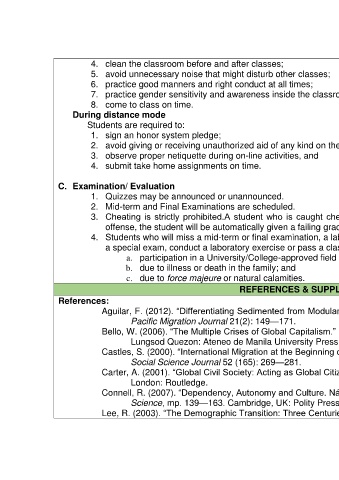 4. clean the classroom before and after classes;
5. avoid unnecessary noise that might disturb other classes;
6. practice good manners and right conduct at all times;
7. practice gender sensitivity and awareness inside the classro
8. come to class on time.
During distance mode
Students are required to:
1. sign an honor system pledge;
2. avoid giving or receiving unauthorized aid of any kind on the
3. observe proper netiquette during on-line activities, and
4. submit take home assignments on time.
C. Examination/ Evaluation
1. Quizzes may be announced or unannounced.
2. Mid-term and Final Examinations are scheduled.
3. Cheating is strictly prohibited.A student who is caught che
offense, the student will be automatically given a failing grad
4. Students who will miss a mid-term or final examination, a lab
a special exam, conduct a laboratory exercise or pass a clas
a. participation in a University/College-approved field
b. due to illness or death in the family; and
c. due to force majeure or natural calamities.
REFERENCES & SUPPL
References:
Aguilar, F. (2012). “Differentiating Sedimented from Modular
Pacific Migration Journal 21(2): 149—171.
Bello, W. (2006). “The Multiple Crises of Global Capitalism.”
Lungsod Quezon: Ateneo de Manila University Press
Castles, S. (2000). “International Migration at the Beginning o
Social Science Journal 52 (165): 269—281.
Carter, A. (2001). “Global Civil Society: Acting as Global Citiz
London: Routledge.
Connell, R. (2007). “Dependency, Autonomy and Culture. Ná
Science, mp. 139—163. Cambridge, UK: Polity Press
Lee, R. (2003). “The Demographic Transition: Three Centurie